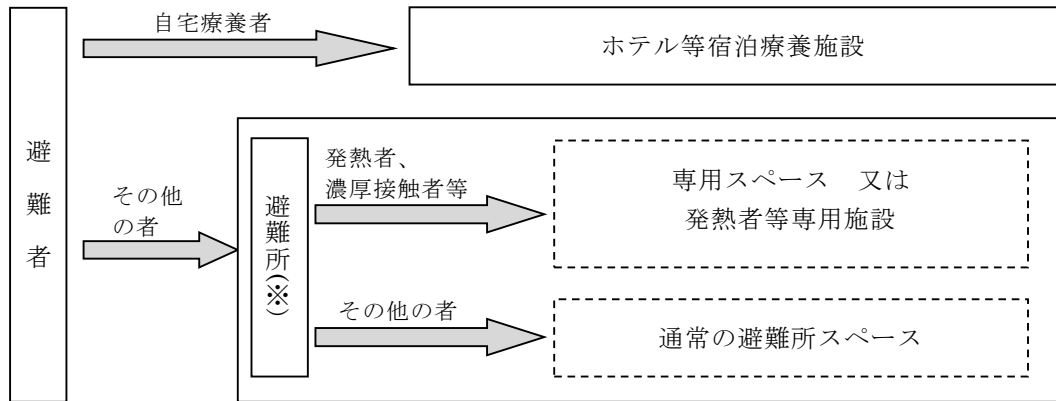 自宅療養者
ホテル等宿泊療養施設
避難者
その他
の者
避難所(※)
発熱者、
濃厚接触者等
専用スペース　又は
発熱者等専用施設
その他の者
通常の避難所スペース